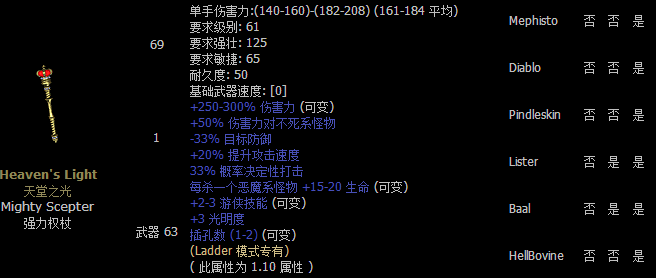 69
1
Heaven's Light
天堂之光
Mighty Scepter
强力权杖
武器 63
单手伤害力:(140-160)-(182-208) (161-184 平均)
要求级别: 61
要求强壮: 125
要求敏捷: 65
耐久度: 50
基础武器速度: [0]
+250-300% 伤害力 (可变)
+50% 伤害力对不死系怪物
-33% 目标防御
+20% 提升攻击速度
33% 概率决定性打击
每杀一个恶魔系怪物 +15-20 生命 (可变)
+2-3 游侠技能 (可变)
+3 光明度
插孔数 (1-2) (可变)
(Ladder 模式专有)
( 此属性为 1.10 属性 )
Mephisto 否 否 是
Diablo 否 否 是
Pindleskin 否 否 是
Lister 否 是 是
Baal 否 是 是
HellBovine 否 否 是